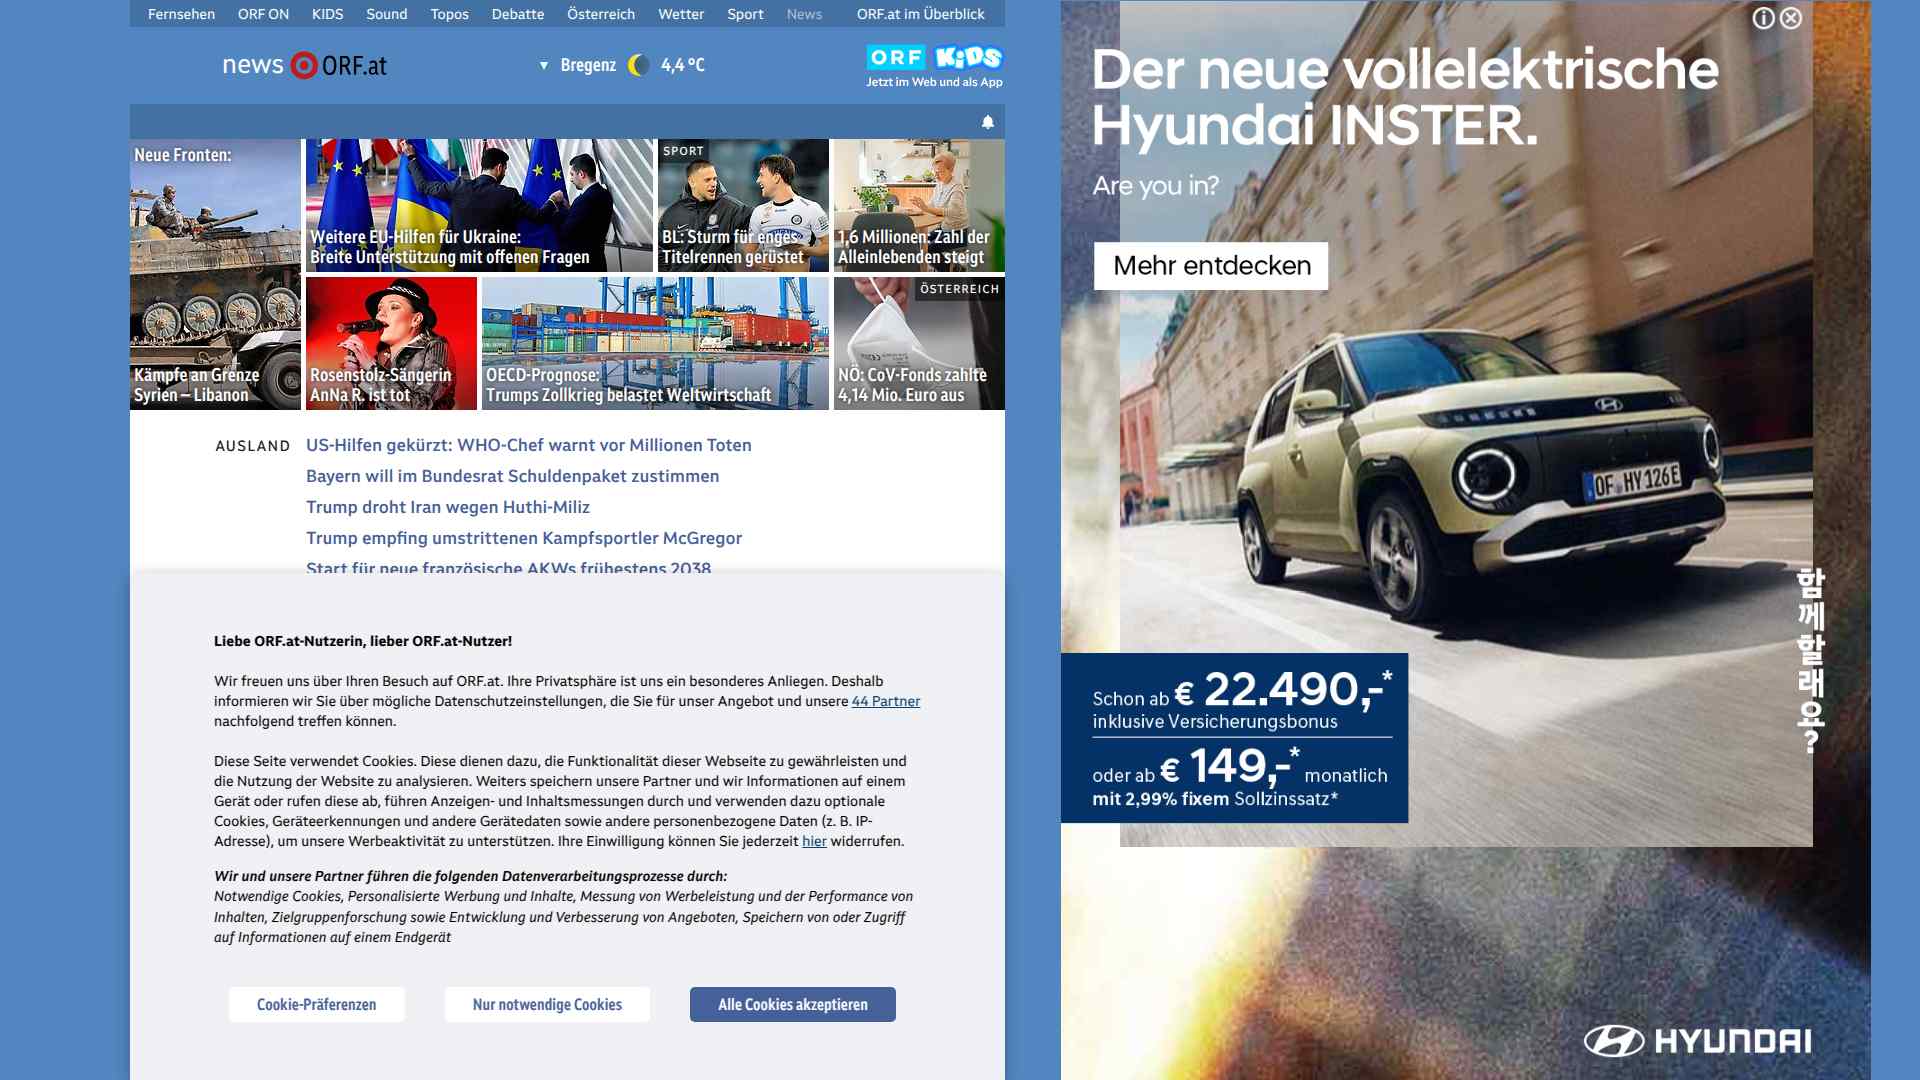 Fernsehen ORF ON KIDS Sound Topos Debatte Österreich Wetter Sport News ORF.at im Überblick
news ORF.at
▼ Bregenz 4,4 °C
ORF KiDS
Jetzt im Web und als App
Neue Fronten:
Kämpfe an Grenze
Syrien – Libanon
Weitere EU-Hilfen für Ukraine:
Breite Unterstützung mit offenen Fragen
SPORT
BL: Sturm für enges
Titelrennen gerüstet
1,6 Millionen: Zahl der
Alleinlebenden steigt
Rosenstolz-Sängerin
AnNa R. ist tot
OECD-Prognose:
Trumps Zollkrieg belastet Weltwirtschaft
ÖSTERREICH
NÖ: CoV-Fonds zahlte
4,14 Mio. Euro aus
AUSLAND
US-Hilfen gekürzt: WHO-Chef warnt vor Millionen Toten
Bayern will im Bundesrat Schuldenpaket zustimmen
Trump droht Iran wegen Huthi-Miliz
Trump empfing umstrittenen Kampfsportler McGregor
Start für neue französische AKWs frühestens 2038
Liebe ORF.at-Nutzerin, lieber ORF.at-Nutzer!
Wir freuen uns über Ihren Besuch auf ORF.at. Ihre Privatsphäre ist uns ein besonderes Anliegen. Deshalb
informieren wir Sie über mögliche Datenschutzeinstellungen, die Sie für unser Angebot und unsere 44 Partner
nachfolgend treffen können.
Diese Seite verwendet Cookies. Diese dienen dazu, die Funktionalität dieser Webseite zu gewährleisten und
die Nutzung der Website zu analysieren. Weiters speichern unsere Partner und wir Informationen auf einem
Gerät oder rufen diese ab, führen Anzeigen- und Inhaltsmessungen durch und verwenden dazu optionale
Cookies, Geräteerkennungen und andere Gerätedaten sowie andere personenbezogene Daten (z. B. IP-
Adresse), um unsere Werbeaktivität zu unterstützen. Ihre Einwilligung können Sie jederzeit hier widerrufen.
Wir und unsere Partner führen die folgenden Datenverarbeitungsprozesse durch:
Notwendige Cookies, Personalisierte Werbung und Inhalte, Messung von Werbeleistung und der Performance von
Inhalten, Zielgruppenforschung sowie Entwicklung und Verbesserung von Angeboten, Speichern von oder Zugriff
auf Informationen auf einem Endgerät
Cookie-Präferenzen
Nur notwendige Cookies
Alle Cookies akzeptieren
Der neue vollelektrische
Hyundai INSTER.
Are you in?
Mehr entdecken
OF HY 126E
함께할래요?
Schon ab € 22.490,-*
inklusive Versicherungsbonus
oder ab € 149,-* monatlich
mit 2,99% fixem Sollzinssatz*
HYUNDAI